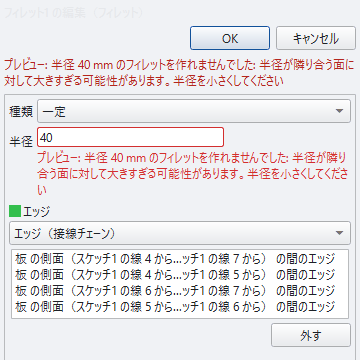 フィレット1 の編集（フィレット）
OK
キャンセル
プレビュー: 半径 40 mm のフィレットを作れませんでした: 半径が隣り合う面に
対して大きすぎる可能性があります。半径を小さくしてください
種類
一定
半径
40
プレビュー: 半径 40 mm のフィレットを作れませんでした: 半径が隣り
合う面に対して大きすぎる可能性があります。半径を小さくしてくださ
い
エッジ
エッジ（接線チェーン）
板 の側面（スケッチ1 の線 4 から...ッチ1 の線 7 から） の間のエッジ
板 の側面（スケッチ1 の線 4 から...ッチ1 の線 5 から） の間のエッジ
板 の側面（スケッチ1 の線 6 から...ッチ1 の線 7 から） の間のエッジ
板 の側面（スケッチ1 の線 5 から...ッチ1 の線 6 から） の間のエッジ
外す